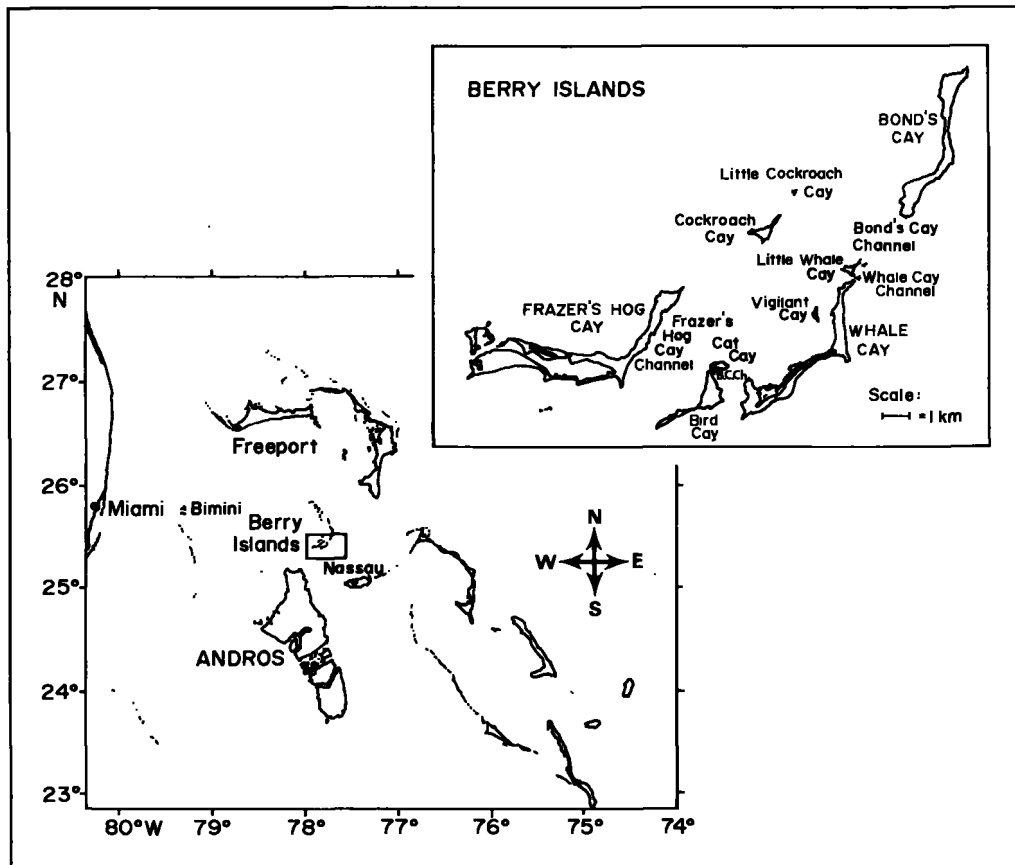 BERRY ISLANDS
BOND'S
CAY
Little Cockroach
Cay
Cockroach
Cay
Bond's Cay
Channel
Little Whale
Cay
Whale Cay
Channel
Vigilant
Cay
WHALE
CAY
FRAZER'S HOG
CAY
Frazer's
Hog
Cay
Channel
Cat
Cay
B.C.Ch.
Bird
Cay
Scale:
=1 km
28°
N
27°
26°
25°
24°
23°
Freeport
Miami
Bimini
Berry
Islands
Nassau
ANDROS
N
W
E
S
80°W
79°
78°
77°
76°
75°
74°